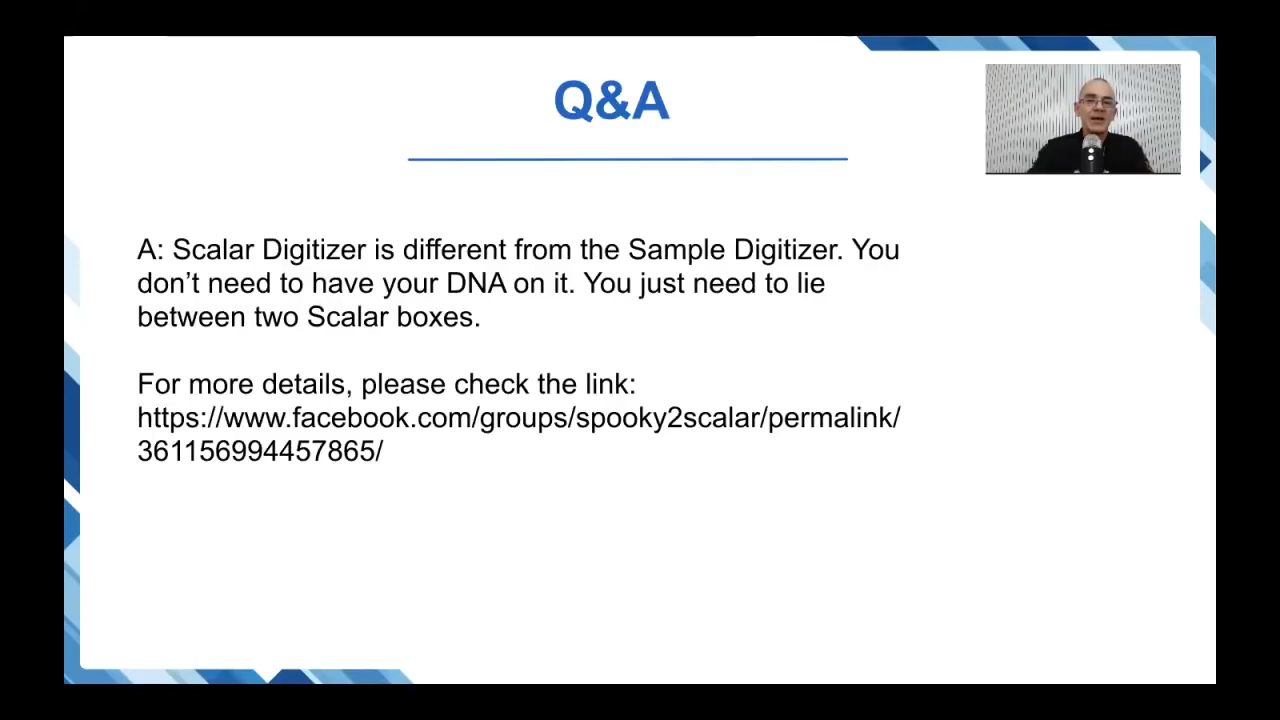 Q&A
A: Scalar Digitizer is different from the Sample Digitizer. You
don’t need to have your DNA on it. You just need to lie
between two Scalar boxes.
For more details, please check the link:
https://www.facebook.com/groups/spooky2scalar/permalink/
361156994457865/